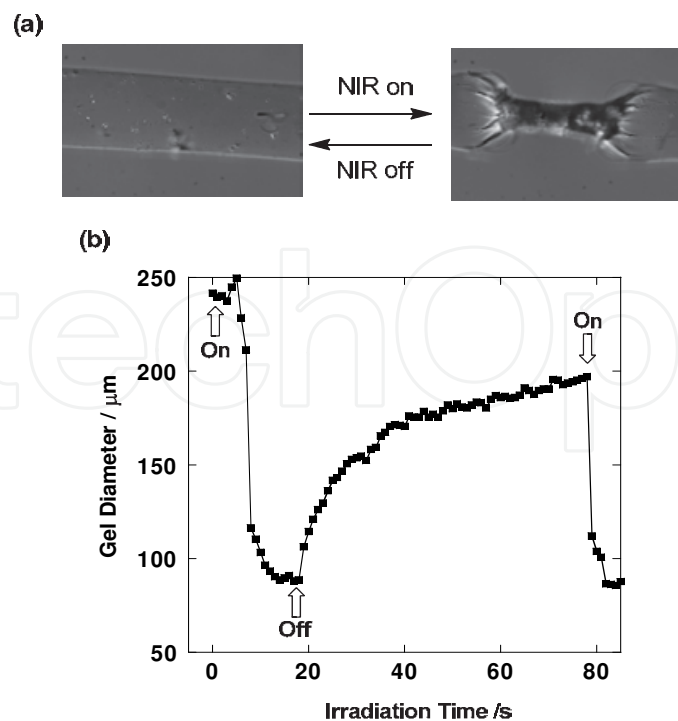 (a)
NIR on
NIR off
(b)
250
200
150
100
50
On
On
Off
0
20
40
60
80
Gel Diameter / μm
Irradiation Time /s